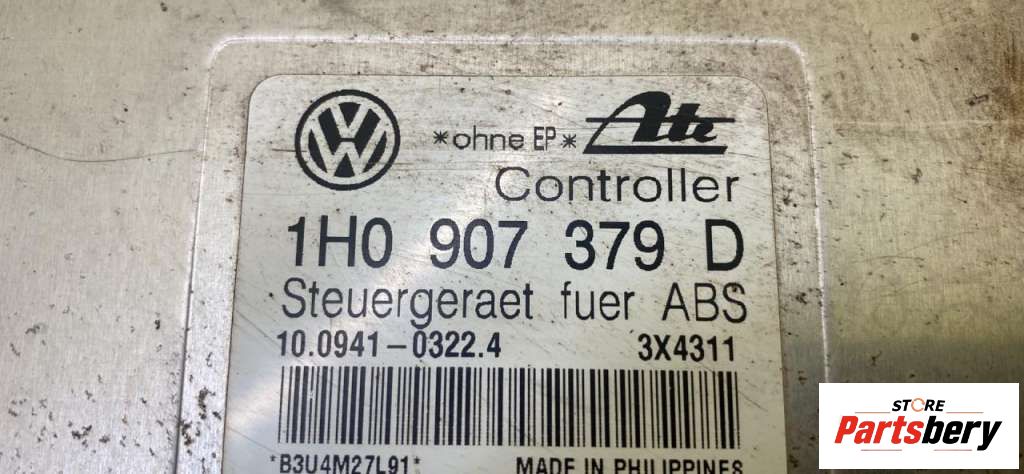 VW
*ohne EP* Ate
Controller
1H0 907 379 D
Steuergeraet fuer ABS
10.0941-0322.4 3X4311
*B3U4M27L91* MADE IN PHILIPPINES
STORE
Partsbery